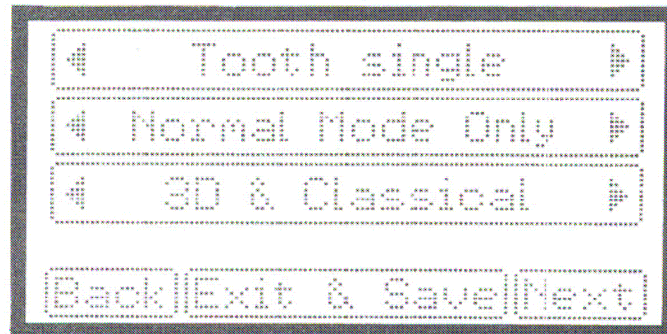 Tooth single
Normal Mode Only
3D & Classical
Back Exit & Save Next